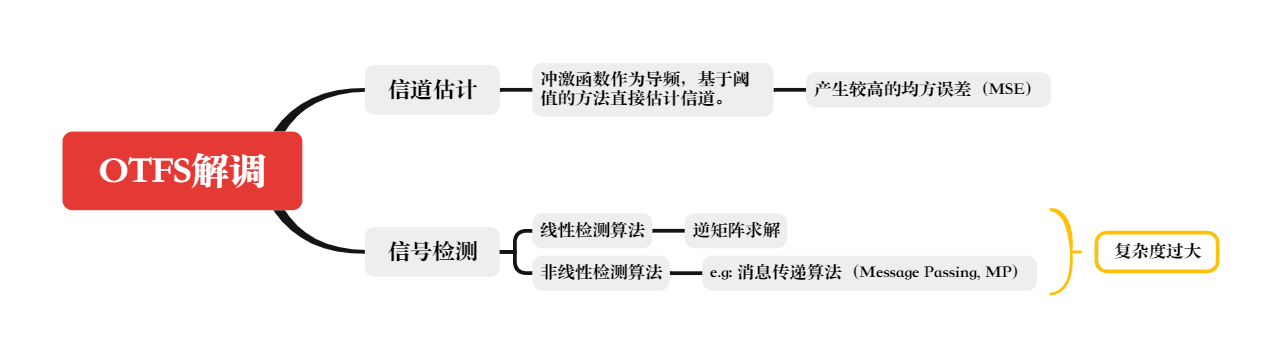 OTFS解调
信道估计
冲激函数作为导频，基于阈
值的方法直接估计信道。
产生较高的均方误差（MSE）
信号检测
线性检测算法
逆矩阵求解
非线性检测算法
e.g: 消息传递算法（Message Passing, MP）
复杂度过大